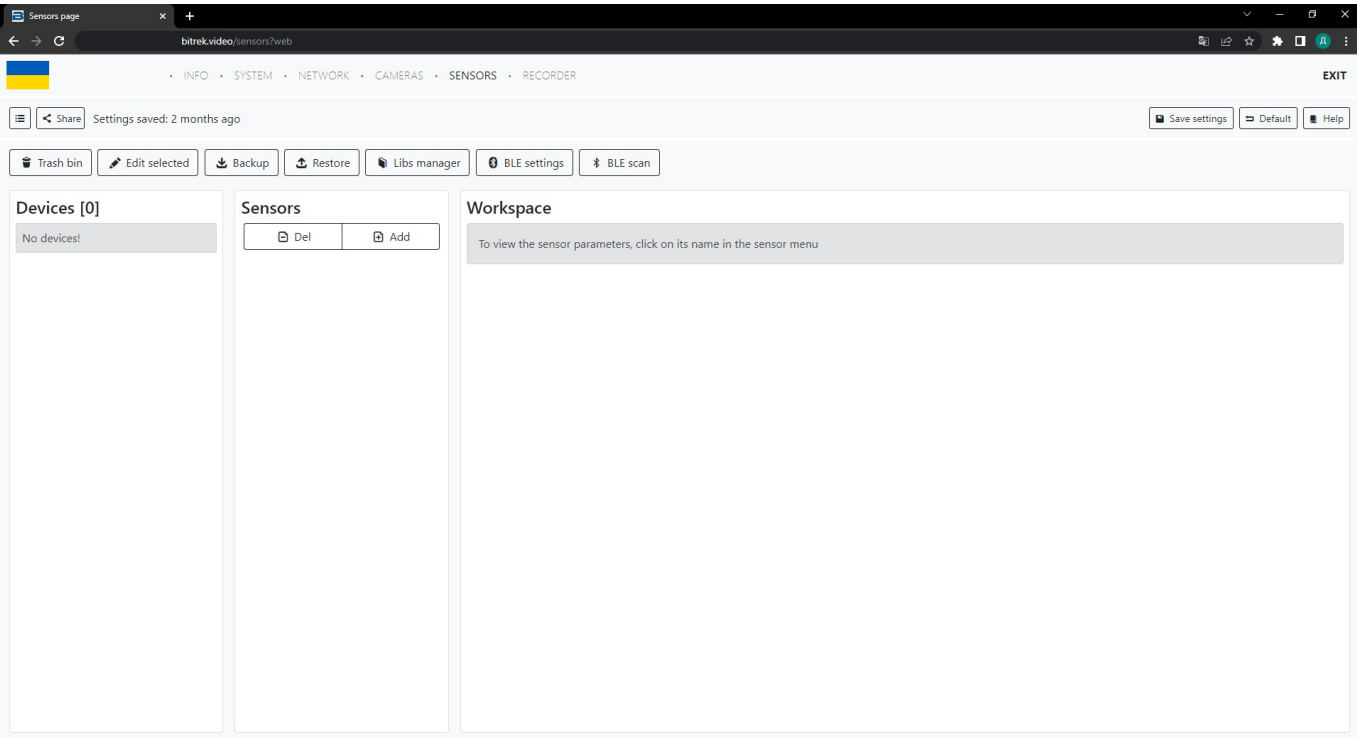 Sensors page
bitrek.video/sensors?web
Д
• INFO • SYSTEM • NETWORK • CAMERAS • SENSORS • RECORDER
EXIT
Share Settings saved: 2 months ago
Save settings Default Help
Trash bin Edit selected Backup Restore Libs manager BLE settings BLE scan
Devices [0] Sensors Workspace
No devices! Del Add
To view the sensor parameters, click on its name in the sensor menu